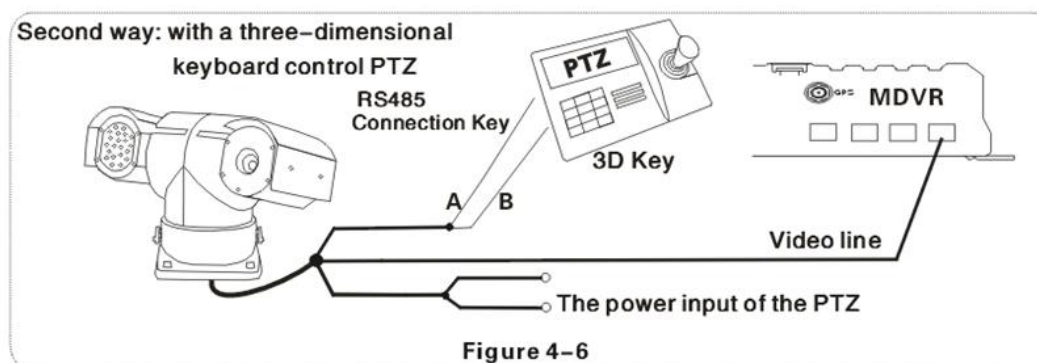 Second way: with a three-dimensional
keyboard control PTZ
RS485
Connection Key
PTZ
3D Key
GPS
MDVR
A
B
Video line
The power input of the PTZ
Figure 4-6